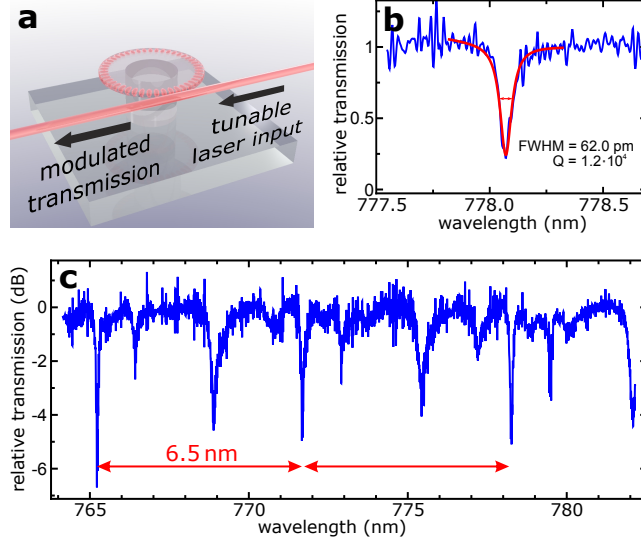 a
modulated
transmission
tunable
laser input
b
relative transmission
1
0.5
0
FWHM = 62.0 pm
Q = 1.2·10⁴
777.5
778.0
778.5
wavelength (nm)
c
relative transmission (dB)
0
-2
-4
-6
6.5 nm
765
770
775
780
wavelength (nm)